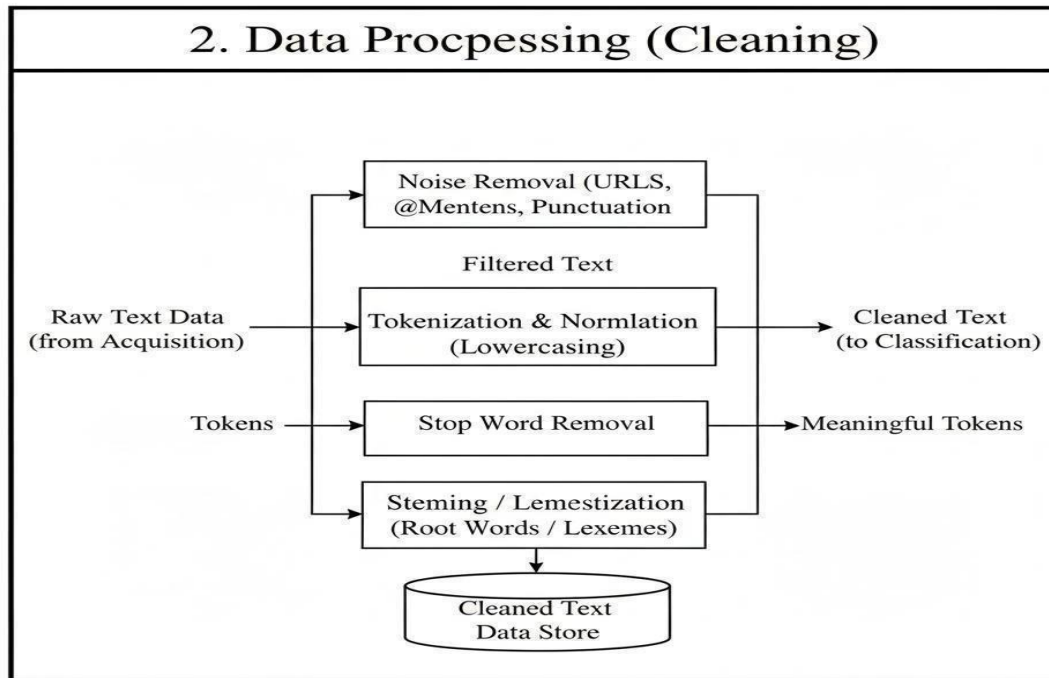 2. Data Procpessing (Cleaning)
Noise Removal (URLS,
@Mentens, Punctuation
Filtered Text
Raw Text Data
(from Acquisition)
Tokenization & Normlation
(Lowercasing)
Cleaned Text
(to Classification)
Tokens
Stop Word Removal
Meaningful Tokens
Steming / Lemestization
(Root Words / Lexemes)
Cleaned Text
Data Store